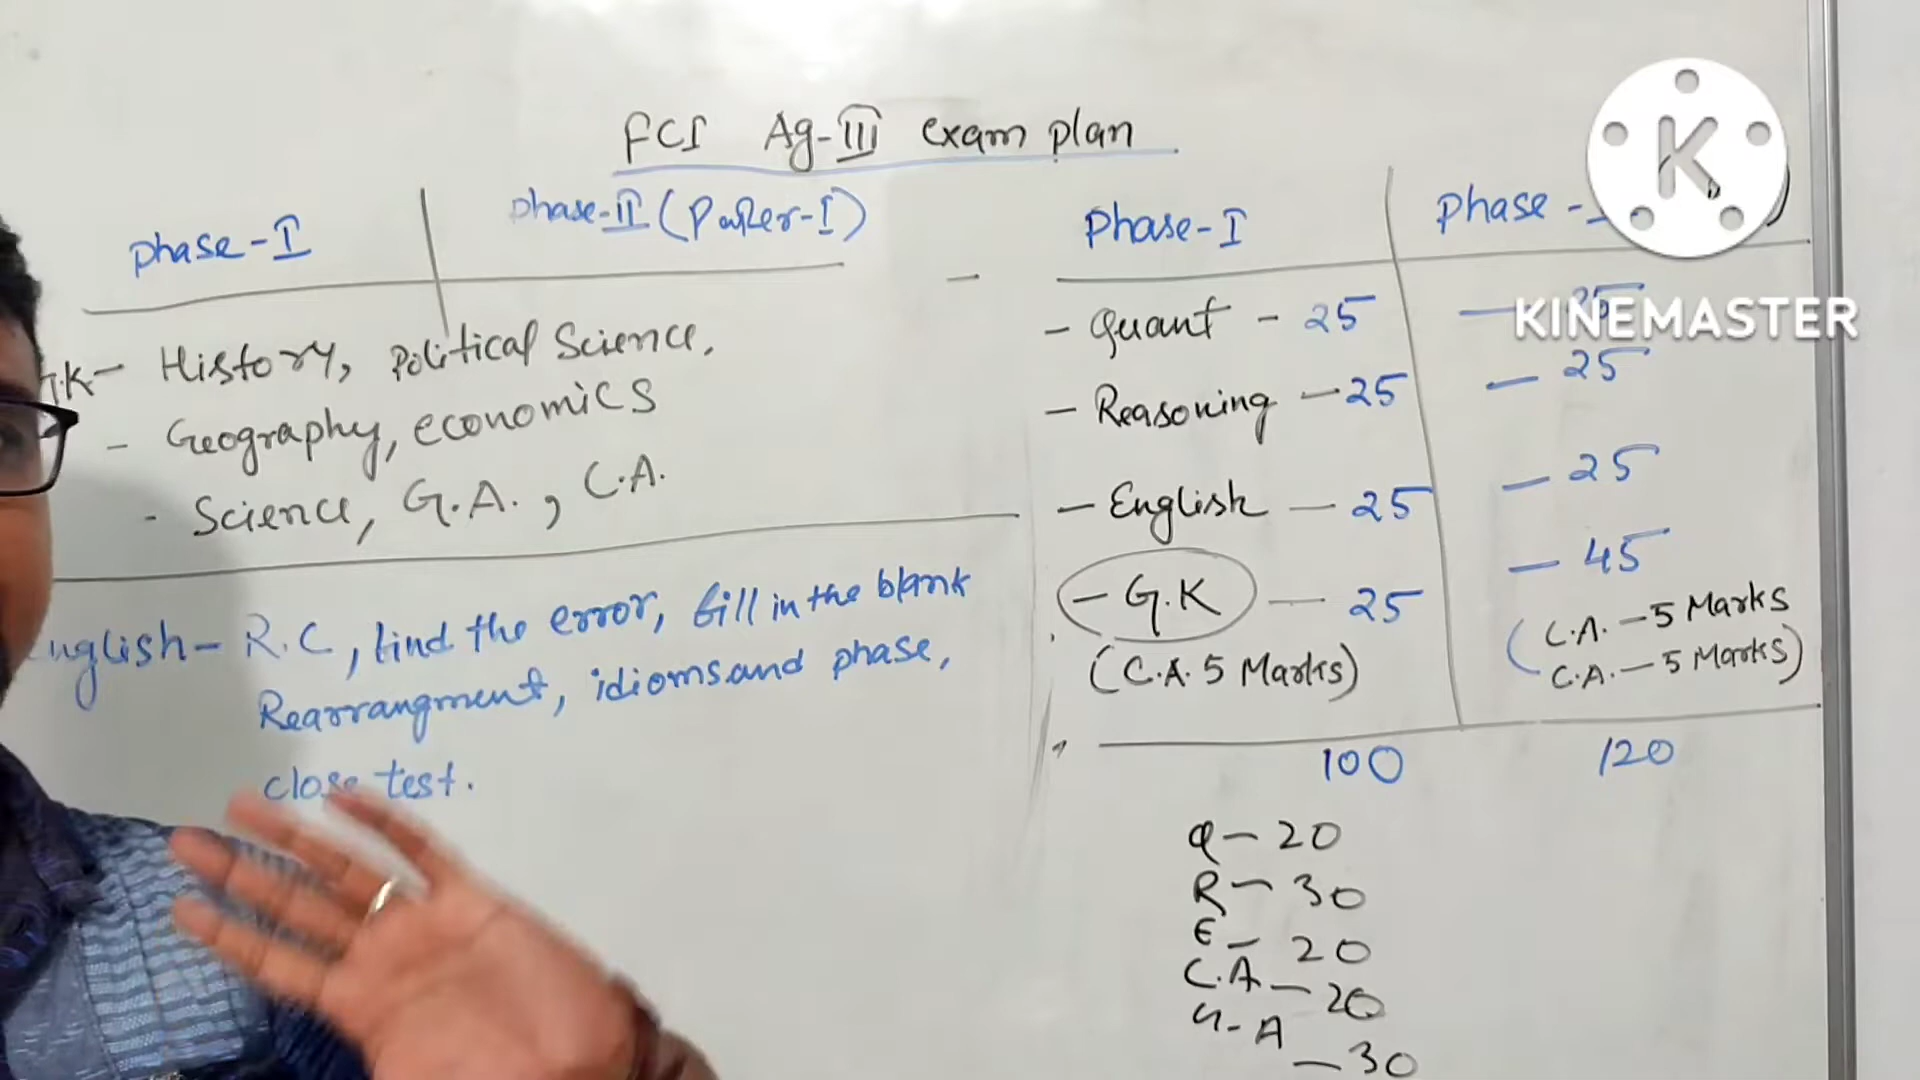 FCI Ag-III exam plan
Phase-I
Phase-II (Paper-I)
G.K- History, Political Science,
- Geography, economics
- Science, G.A., C.A.
English- R.C, find the error, fill in the blank
Rearrangment, idioms and phase,
close test.
Phase-I
Phase -
- Quant - 25 - 25
- Reasoning - 25 - 25
- English - 25 - 25
- G.K - 25 - 45
(C.A. 5 Marks)
(C.A. - 5 Marks
C.A. - 5 Marks)
100 120
Q - 20
R - 30
E - 20
C.A - 20
G-A - 30
K
KINEMASTER